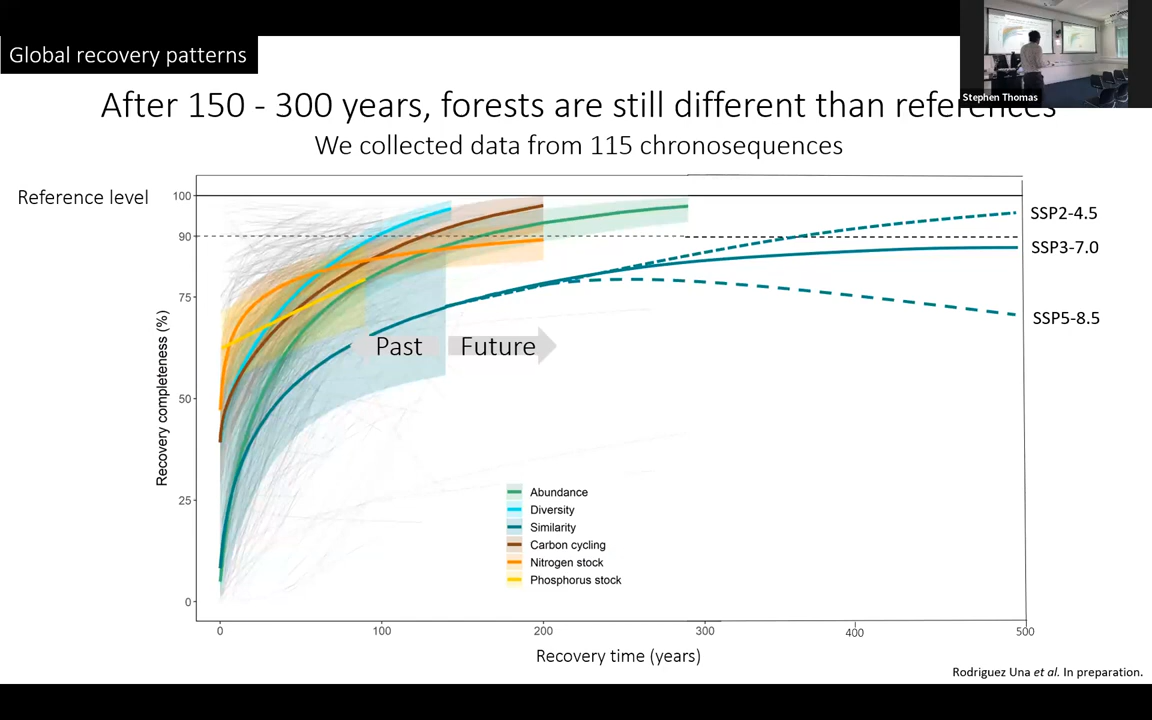 Global recovery patterns
After 150 - 300 years, forests are still different than references
Stephen Thomas
We collected data from 115 chronosequences
Reference level
100
90
75
50
25
0
Recovery completeness (%)
SSP2-4.5
SSP3-7.0
SSP5-8.5
Past
Future
Abundance
Diversity
Similarity
Carbon cycling
Nitrogen stock
Phosphorus stock
0
100
200
300
400
500
Recovery time (years)
Rodriguez Una et al. In preparation.